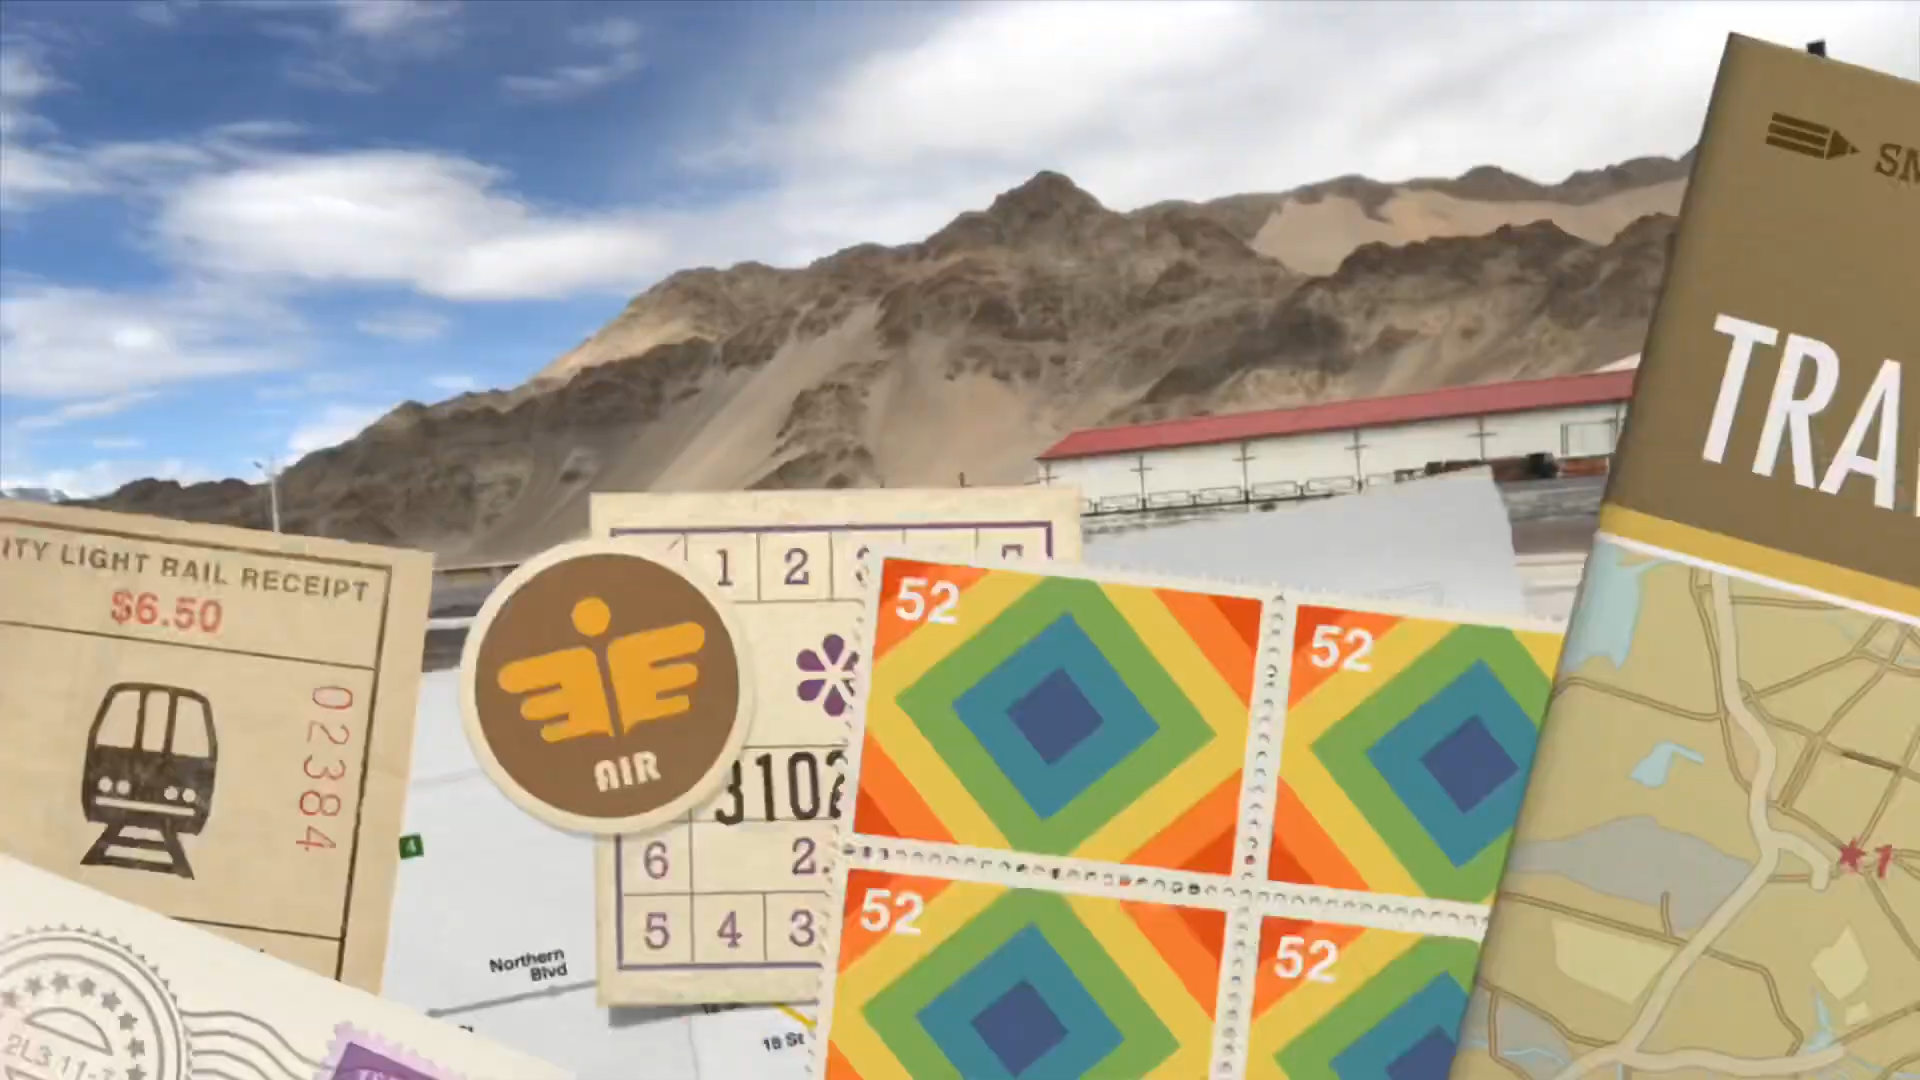 ITY LIGHT RAIL RECEIPT
$6.50
02384
AIR
1 2
3102
6 2
5 4 3
52
52
52
52
4
Northern
Blvd
18 St
TRA
1